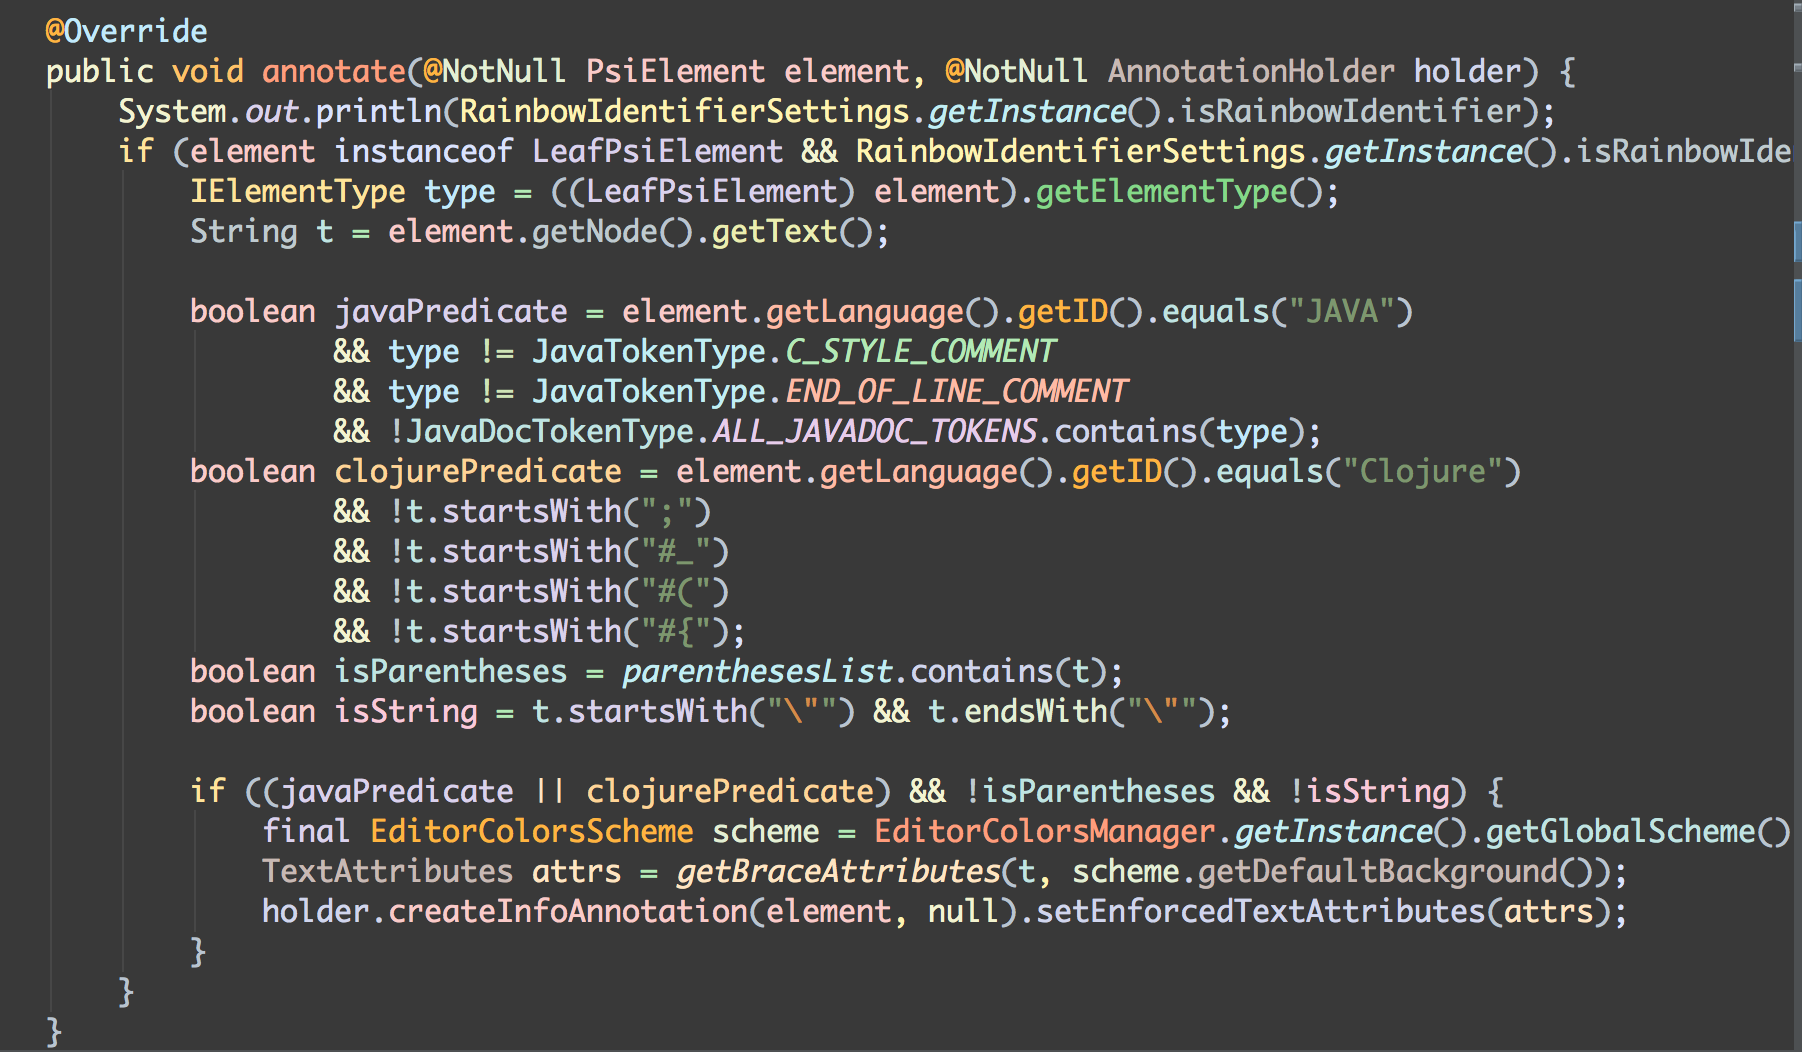 @Override
public void annotate(@NotNull PsiElement element, @NotNull AnnotationHolder holder) {
    System.out.println(RainbowIdentifierSettings.getInstance().isRainbowIdentifier);
    if (element instanceof LeafPsiElement && RainbowIdentifierSettings.getInstance().isRainbowIde
        IElementType type = ((LeafPsiElement) element).getElementType();
        String t = element.getNode().getText();

        boolean javaPredicate = element.getLanguage().getID().equals("JAVA")
                && type != JavaTokenType.C_STYLE_COMMENT
                && type != JavaTokenType.END_OF_LINE_COMMENT
                && !JavaDocTokenType.ALL_JAVADOC_TOKENS.contains(type);
        boolean clojurePredicate = element.getLanguage().getID().equals("Clojure")
                && !t.startsWith(";")
                && !t.startsWith("#_")
                && !t.startsWith("#(")
                && !t.startsWith("#{");
        boolean isParentheses = parenthesesList.contains(t);
        boolean isString = t.startsWith("\"") && t.endsWith("\"");

        if ((javaPredicate || clojurePredicate) && !isParentheses && !isString) {
            final EditorColorsScheme scheme = EditorColorsManager.getInstance().getGlobalScheme()
            TextAttributes attrs = getBraceAttributes(t, scheme.getDefaultBackground());
            holder.createInfoAnnotation(element, null).setEnforcedTextAttributes(attrs);
        }
    }
}